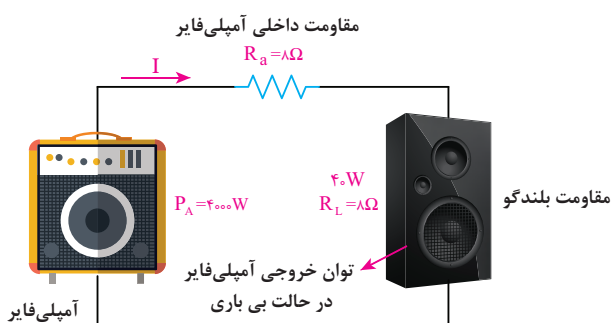 مقاومت داخلی آمپلی‌فایر
Ra=۸Ω
I
۴۰W
PA=۴۰۰۰W
RL=۸Ω
مقاومت بلندگو
توان خروجی آمپلی‌فایر
در حالت بی باری
آمپلی‌فایر